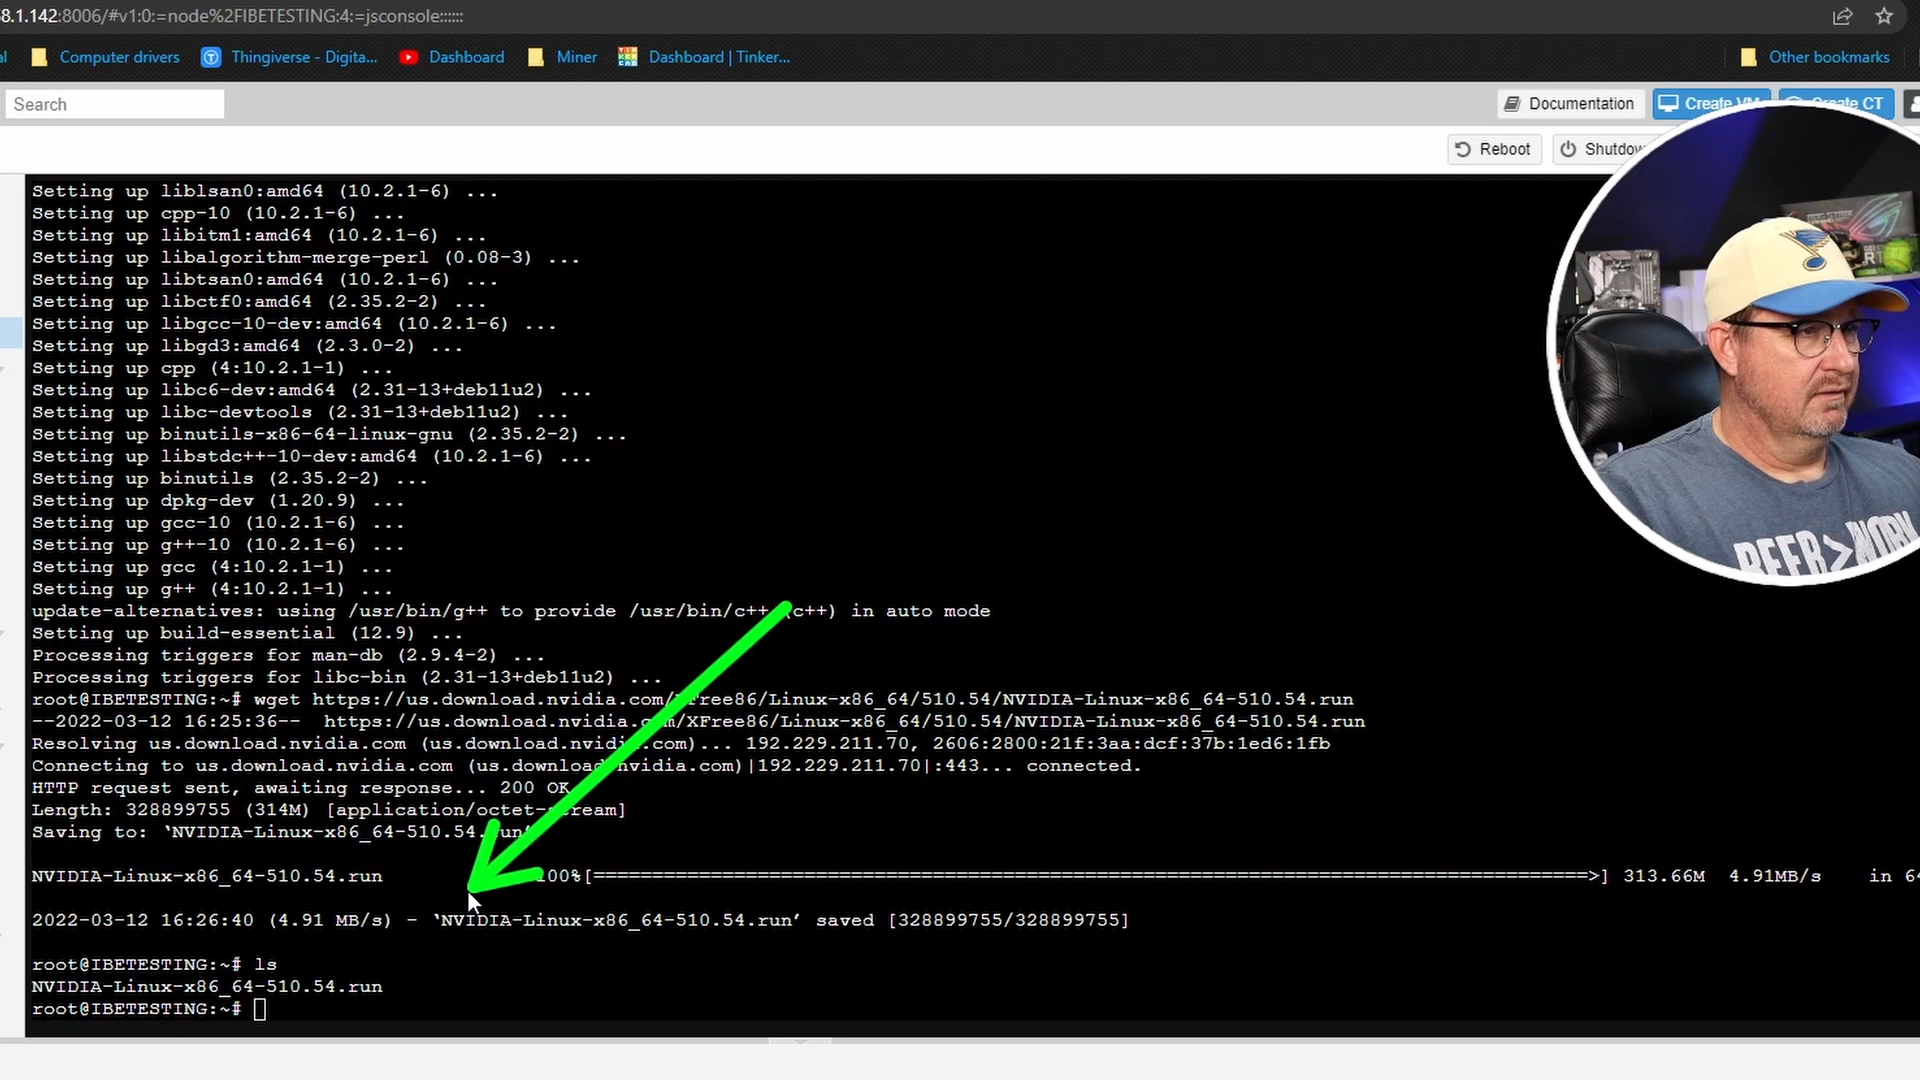 8.1.142:8006/#v1:0:=node%2FIBETESTING:4:=jsconsole::::::
al Computer drivers Thingiverse - Digita... Dashboard Miner Dashboard | Tinker... Other bookmarks
Search Documentation Create VM Create CT
Reboot Shutdow
Setting up liblsan0:amd64 (10.2.1-6) ...
Setting up cpp-10 (10.2.1-6) ...
Setting up libitm1:amd64 (10.2.1-6) ...
Setting up libalgorithm-merge-perl (0.08-3) ...
Setting up libtsan0:amd64 (10.2.1-6) ...
Setting up libctf0:amd64 (2.35.2-2) ...
Setting up libgcc-10-dev:amd64 (10.2.1-6) ...
Setting up libgd3:amd64 (2.3.0-2) ...
Setting up cpp (4:10.2.1-1) ...
Setting up libc6-dev:amd64 (2.31-13+deb11u2) ...
Setting up libc-devtools (2.31-13+deb11u2) ...
Setting up binutils-x86-64-linux-gnu (2.35.2-2) ...
Setting up libstdc++-10-dev:amd64 (10.2.1-6) ...
Setting up binutils (2.35.2-2) ...
Setting up dpkg-dev (1.20.9) ...
Setting up gcc-10 (10.2.1-6) ...
Setting up g++-10 (10.2.1-6) ...
Setting up gcc (4:10.2.1-1) ...
Setting up g++ (4:10.2.1-1) ...
update-alternatives: using /usr/bin/g++ to provide /usr/bin/c++ (c++) in auto mode
Setting up build-essential (12.9) ...
Processing triggers for man-db (2.9.4-2) ...
Processing triggers for libc-bin (2.31-13+deb11u2) ...
root@IBETESTING:~# wget https://us.download.nvidia.com/XFree86/Linux-x86_64/510.54/NVIDIA-Linux-x86_64-510.54.run
--2022-03-12 16:25:36-- https://us.download.nvidia.com/XFree86/Linux-x86_64/510.54/NVIDIA-Linux-x86_64-510.54.run
Resolving us.download.nvidia.com (us.download.nvidia.com)... 192.229.211.70, 2606:2800:21f:3aa:dcf:37b:1ed6:1fb
Connecting to us.download.nvidia.com (us.download.nvidia.com)|192.229.211.70|:443... connected.
HTTP request sent, awaiting response... 200 OK
Length: 328899755 (314M) [application/octet-stream]
Saving to: ‘NVIDIA-Linux-x86_64-510.54.run’
NVIDIA-Linux-x86_64-510.54.run 100%[=====================================================================================>] 313.66M 4.91MB/s in 64
2022-03-12 16:26:40 (4.91 MB/s) - ‘NVIDIA-Linux-x86_64-510.54.run’ saved [328899755/328899755]
root@IBETESTING:~# ls
NVIDIA-Linux-x86_64-510.54.run
root@IBETESTING:~#
BEER>WORK